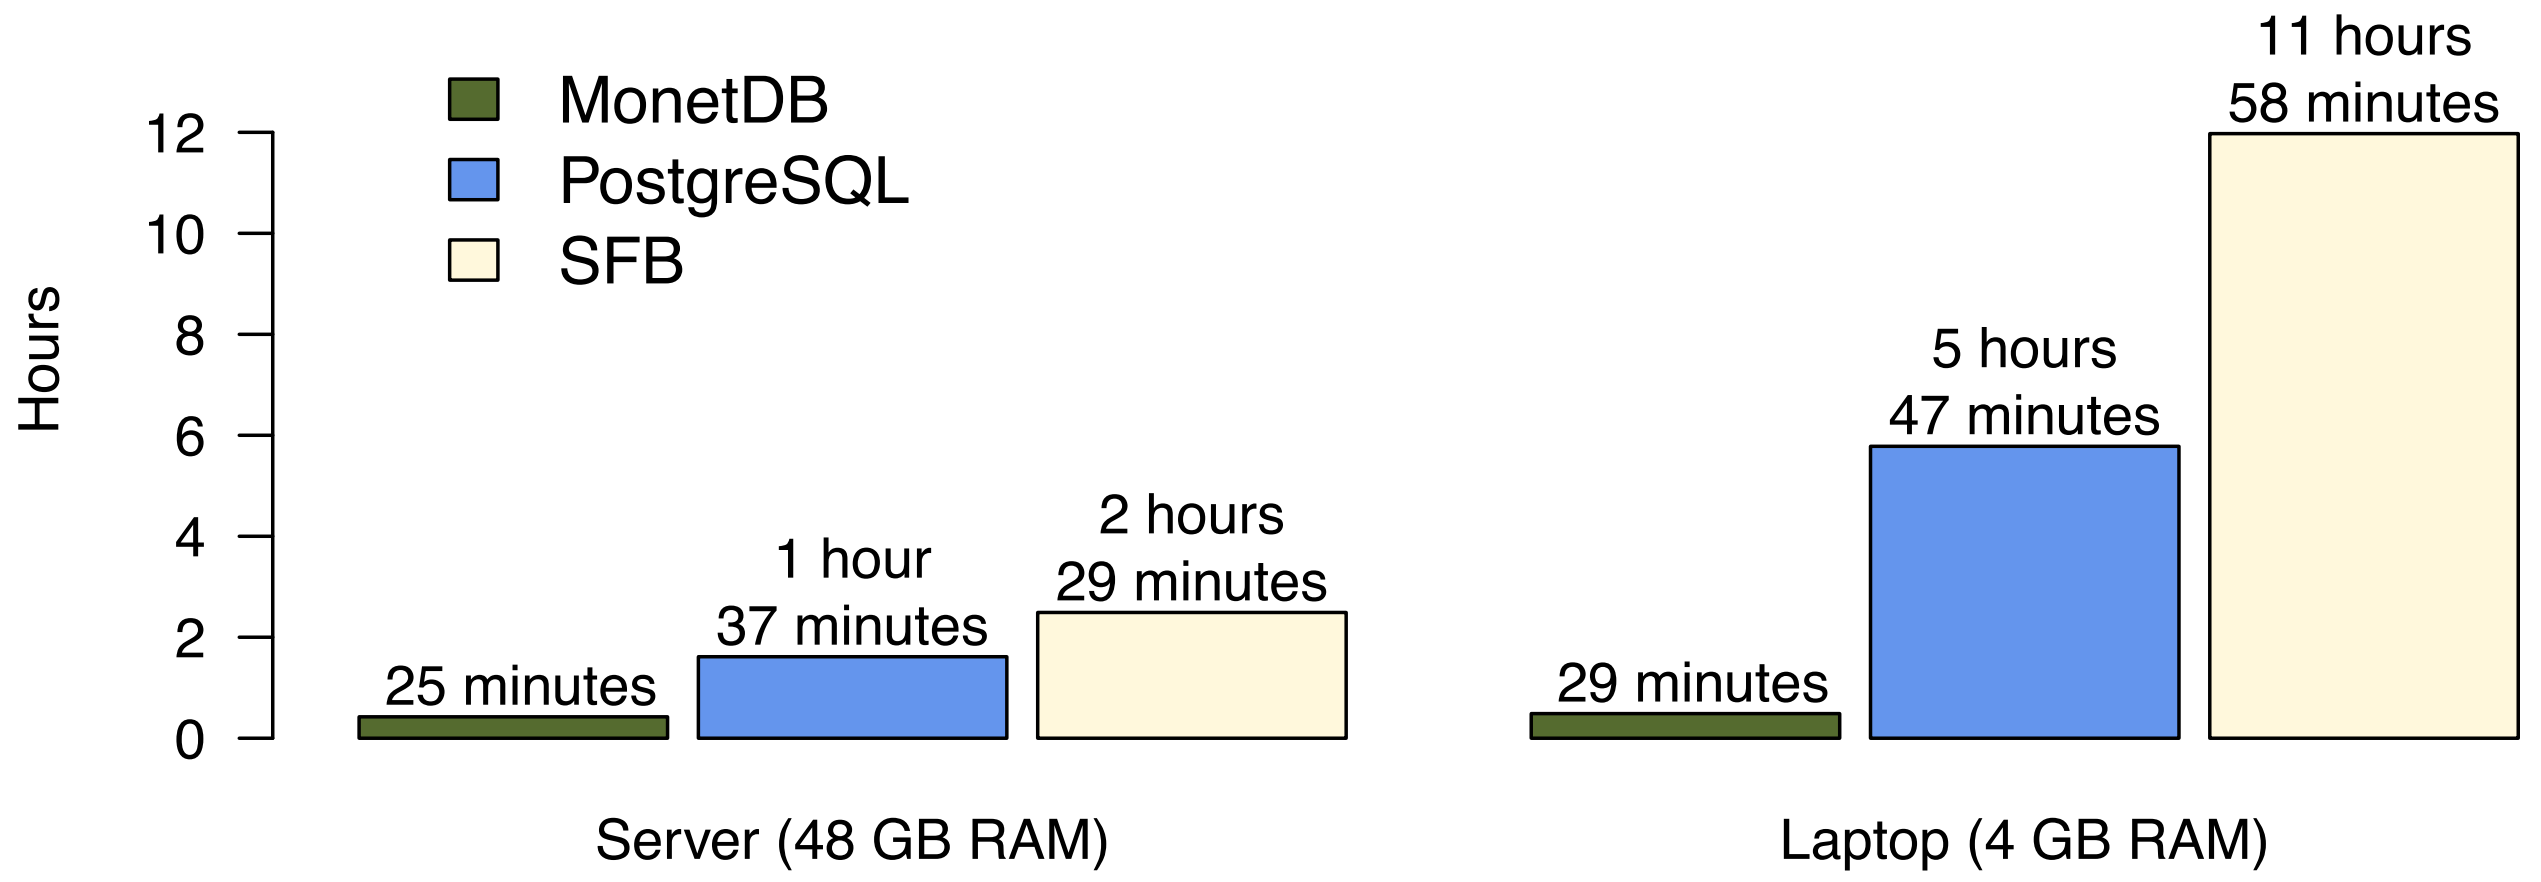 11 hours
58 minutes
MonetDB
PostgreSQL
SFB
12
10
8
6
4
2
0
Hours
5 hours
47 minutes
2 hours
29 minutes
1 hour
37 minutes
25 minutes
29 minutes
Server (48 GB RAM)
Laptop (4 GB RAM)